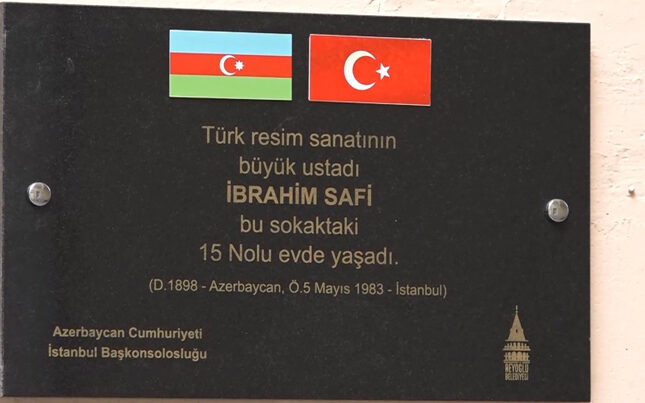 Türk resim sanatının
büyük ustadı
İBRAHİM SAFİ
bu sokaktaki
15 Nolu evde yaşadı.
(D.1898 - Azerbaycan, Ö.5 Mayıs 1983 - İstanbul)
Azerbaycan Cumhuriyeti
İstanbul Başkonsolosluğu
BEYOĞLU
BELEDİYESİ